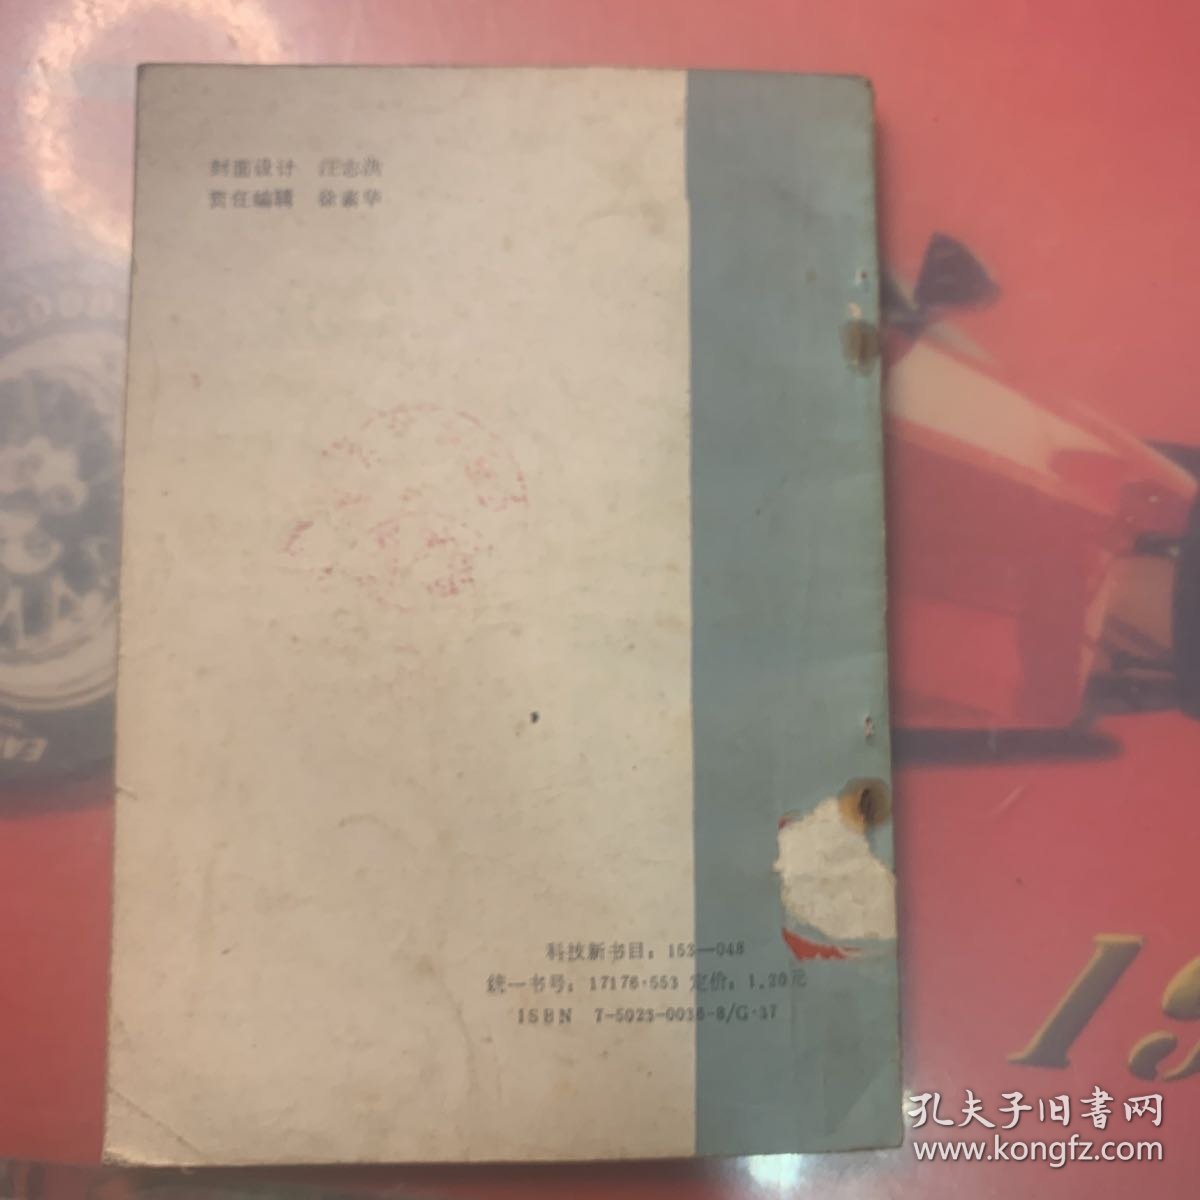 封面设计 汪志洪
责任编辑 徐素华
科技新书目：153—048
统一书号：17176·553 定价：1.20元
ISBN 7-5023-0036-8/G·37
孔夫子旧书网
www.kongfz.com